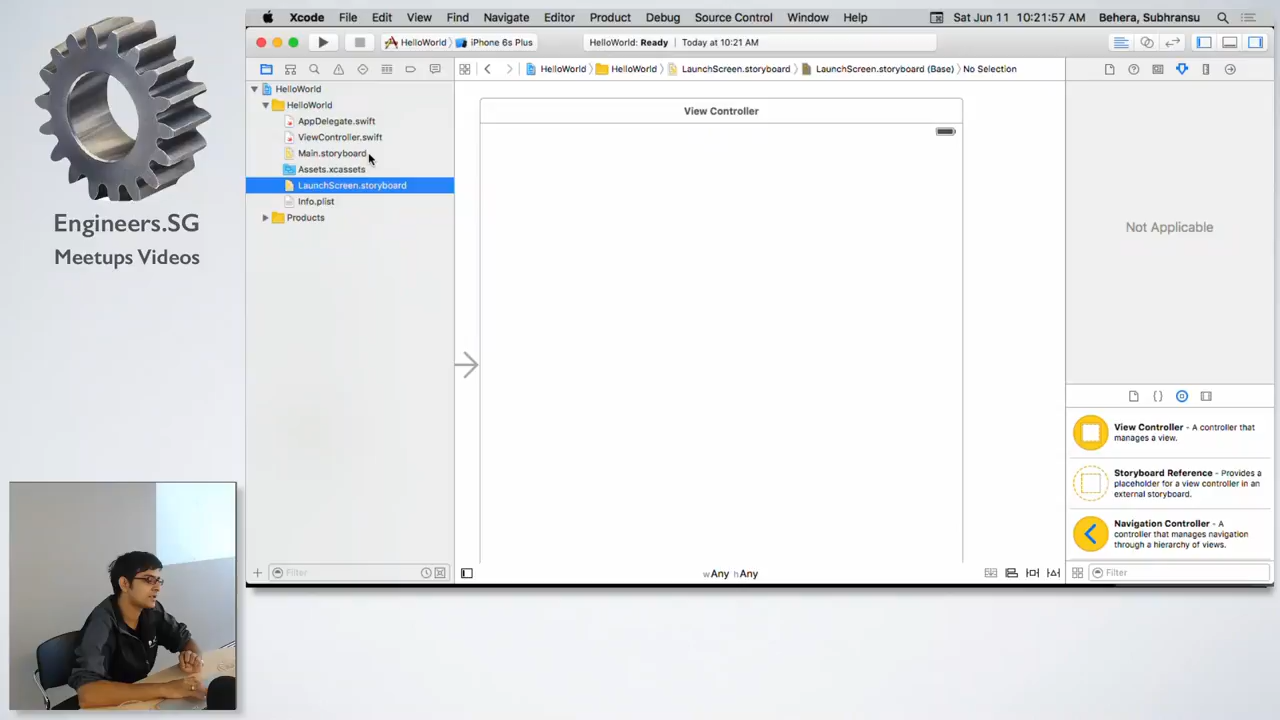 Xcode File Edit View Find Navigate Editor Product Debug Source Control Window Help Sat Jun 11 10:21:57 AM Behera, Subhransu
HelloWorld iPhone 6s Plus HelloWorld: Ready Today at 10:21 AM
HelloWorld HelloWorld LaunchScreen.storyboard LaunchScreen.storyboard (Base) No Selection
HelloWorld
HelloWorld
AppDelegate.swift
ViewController.swift
Main.storyboard
Assets.xcassets
LaunchScreen.storyboard
Info.plist
Products
Filter
View Controller
wAny hAny
Not Applicable
View Controller - A controller that
manages a view.
Storyboard Reference - Provides a
placeholder for a view controller in an
external storyboard.
Navigation Controller - A
controller that manages navigation
through a hierarchy of views.
Filter
Engineers.SG
Meetups Videos